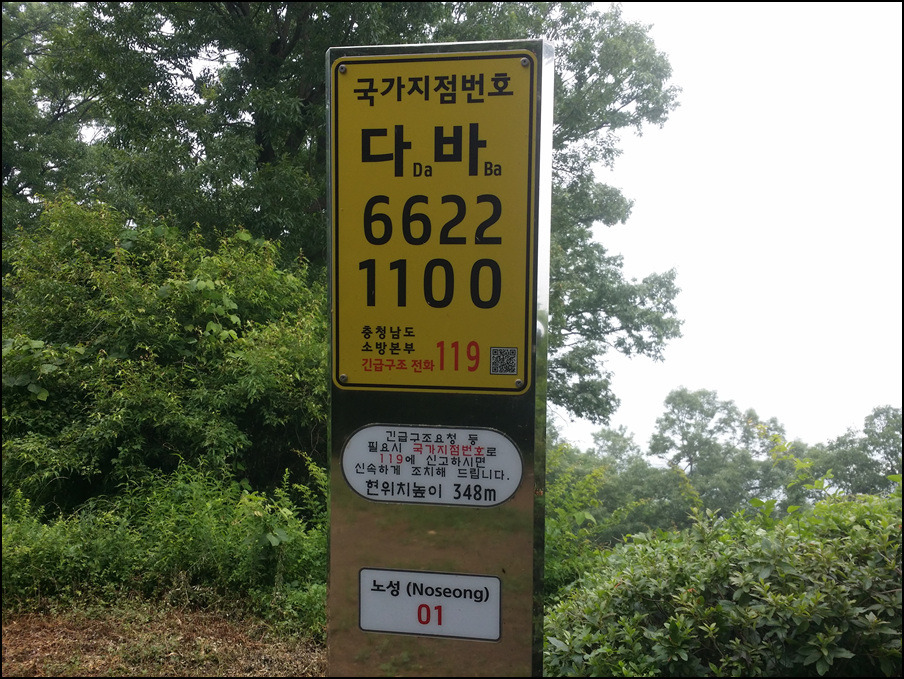 국가지점번호
다Da바Ba
6622
1100
충청남도
소방본부
긴급구조 전화 119
긴급구조요청 등
필요시 국가지점번호로
119에 신고하시면
신속하게 조치해 드립니다.
현위치높이 348m
노성 (Noseong)
01